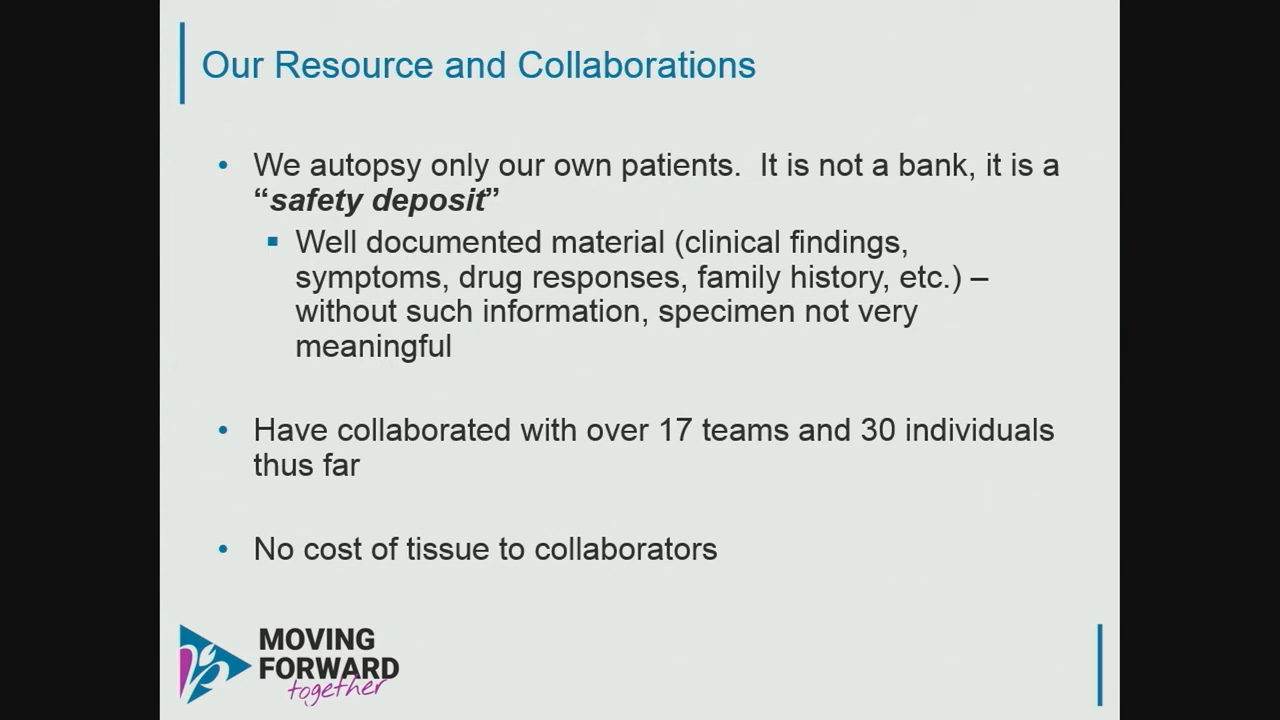 Our Resource and Collaborations
• We autopsy only our own patients. It is not a bank, it is a
“safety deposit”
▪ Well documented material (clinical findings,
symptoms, drug responses, family history, etc.) –
without such information, specimen not very
meaningful
• Have collaborated with over 17 teams and 30 individuals
thus far
• No cost of tissue to collaborators
MOVING
FORWARD
together